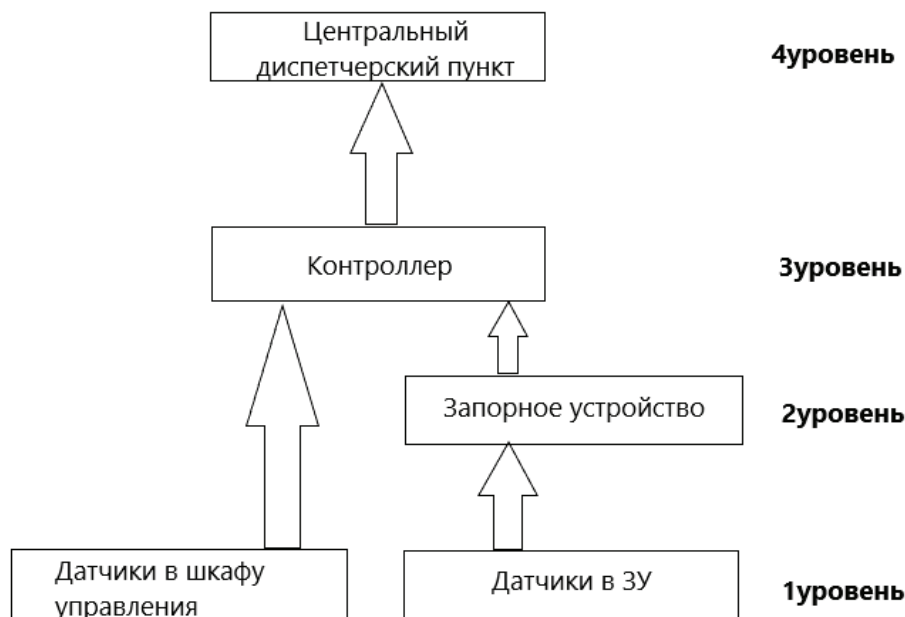 Центральный
диспетчерский пункт
4уровень
Контроллер
3уровень
Запорное устройство
2уровень
Датчики в шкафу
управления
Датчики в ЗУ
1уровень